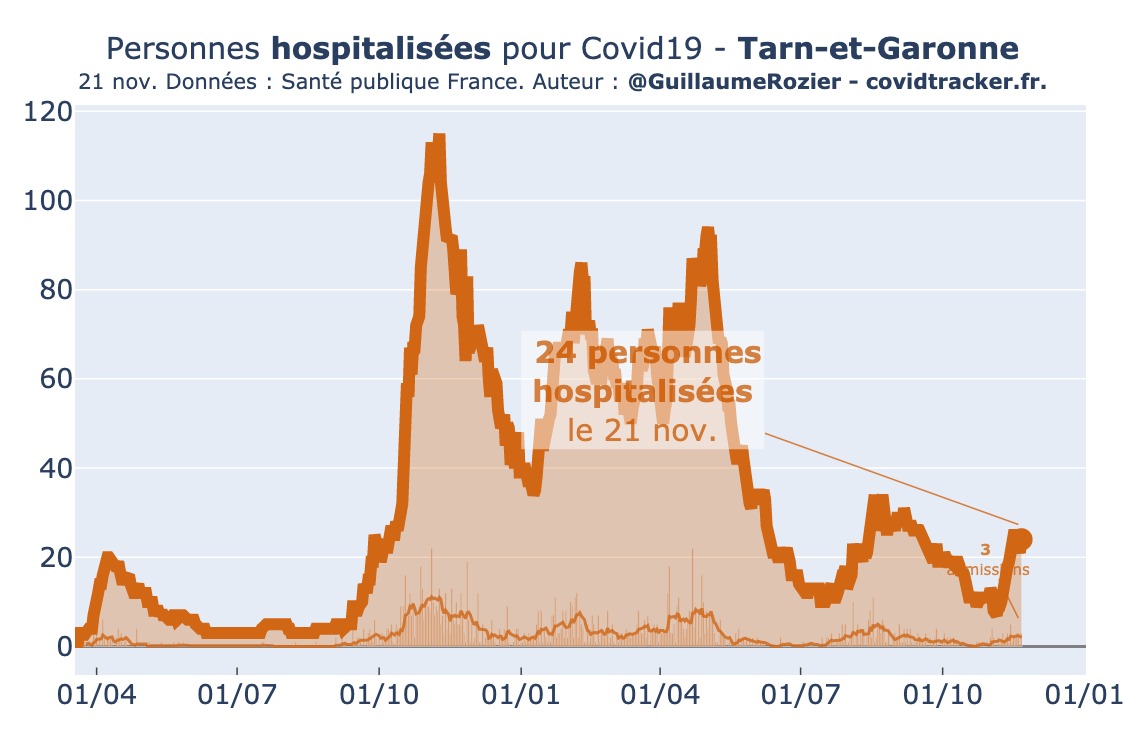 Personnes hospitalisées pour Covid19 - Tarn-et-Garonne
21 nov. Données : Santé publique France. Auteur : @GuillaumeRozier - covidtracker.fr.
120
100
80
60
40
20
0
24 personnes
hospitalisées
le 21 nov.
3
admissions
01/04 01/07 01/10 01/01 01/04 01/07 01/10 01/01